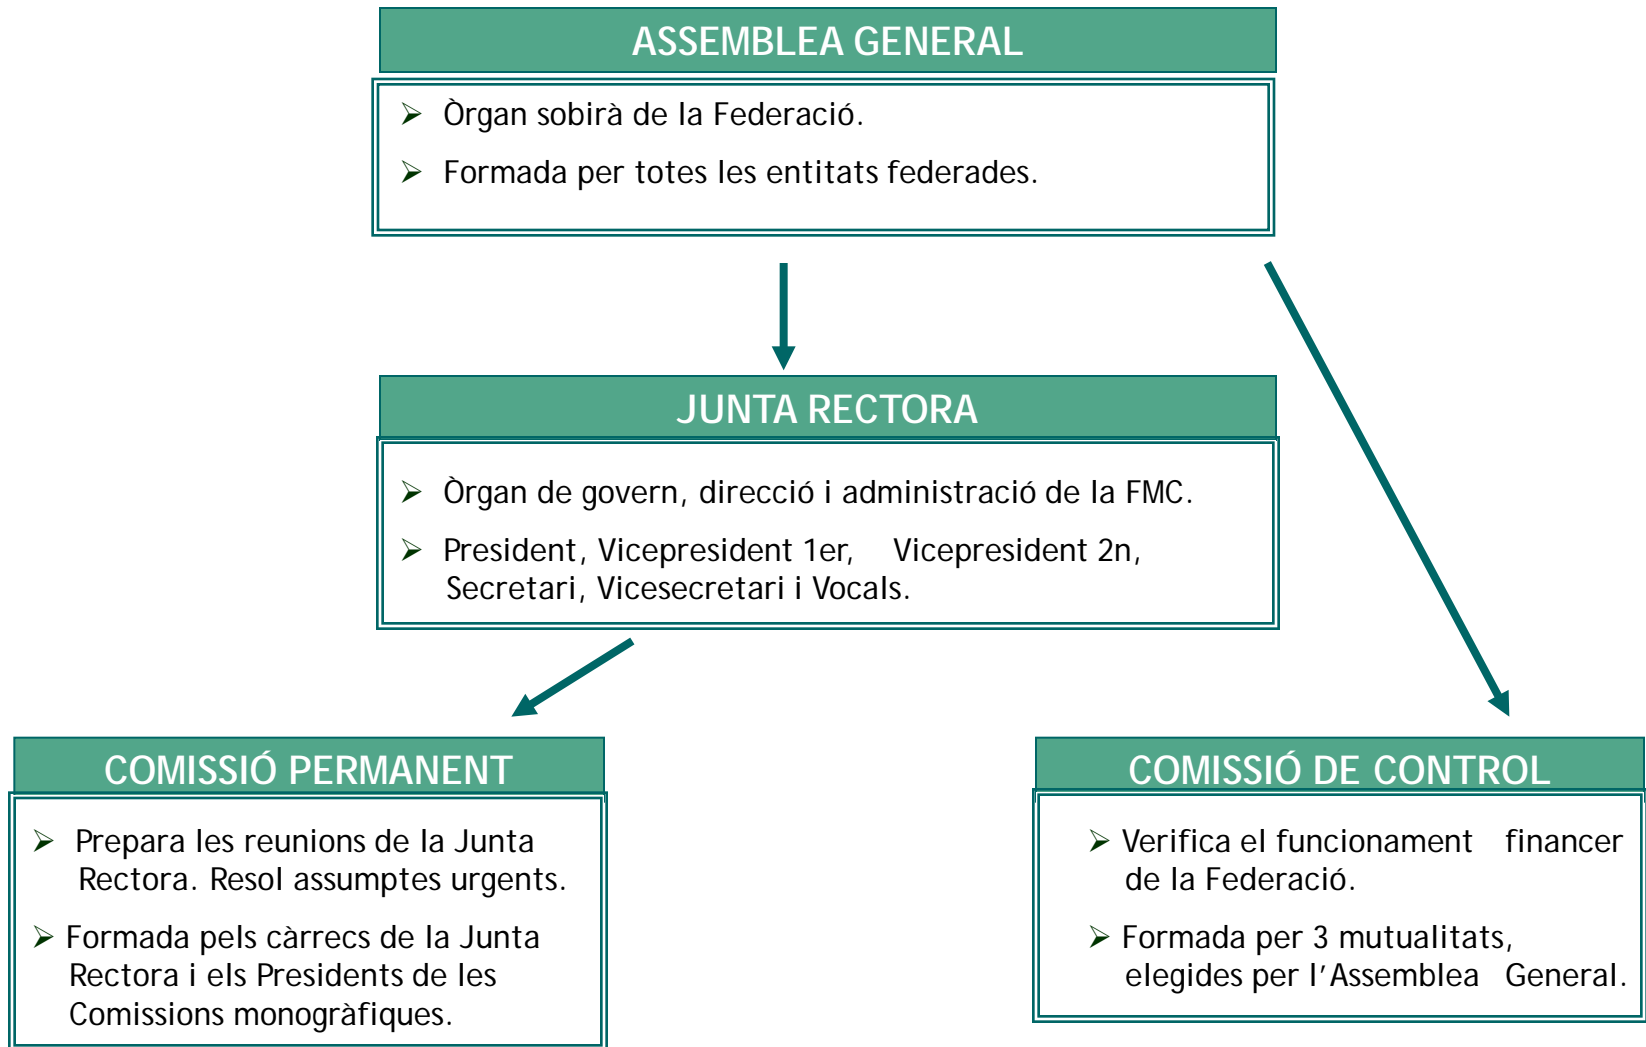 ASSEMBLEA GENERAL
➢ Òrgan sobirà de la Federació.
➢ Formada per totes les entitats federades.
JUNTA RECTORA
➢ Òrgan de govern, direcció i administració de la FMC.
➢ President, Vicepresident 1er, Vicepresident 2n,
Secretari, Vicesecretari i Vocals.
COMISSIÓ PERMANENT
➢ Prepara les reunions de la Junta
Rectora. Resol assumptes urgents.
➢ Formada pels càrrecs de la Junta
Rectora i els Presidents de les
Comissions monogràfiques.
COMISSIÓ DE CONTROL
➢ Verifica el funcionament financer
de la Federació.
➢ Formada per 3 mutualitats,
elegides per l’Assemblea General.